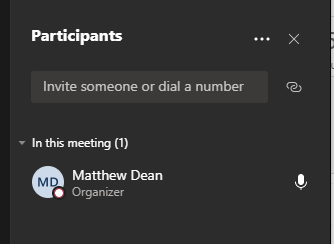 Participants
Invite someone or dial a number
In this meeting (1)
MD
Matthew Dean
Organizer